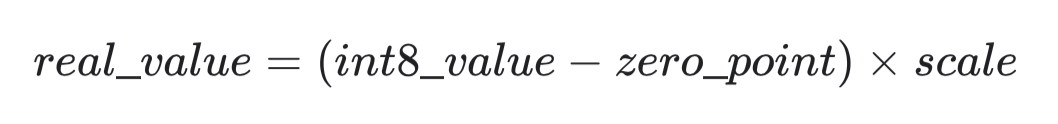 real_value = (int8_value − zero_point) × scale